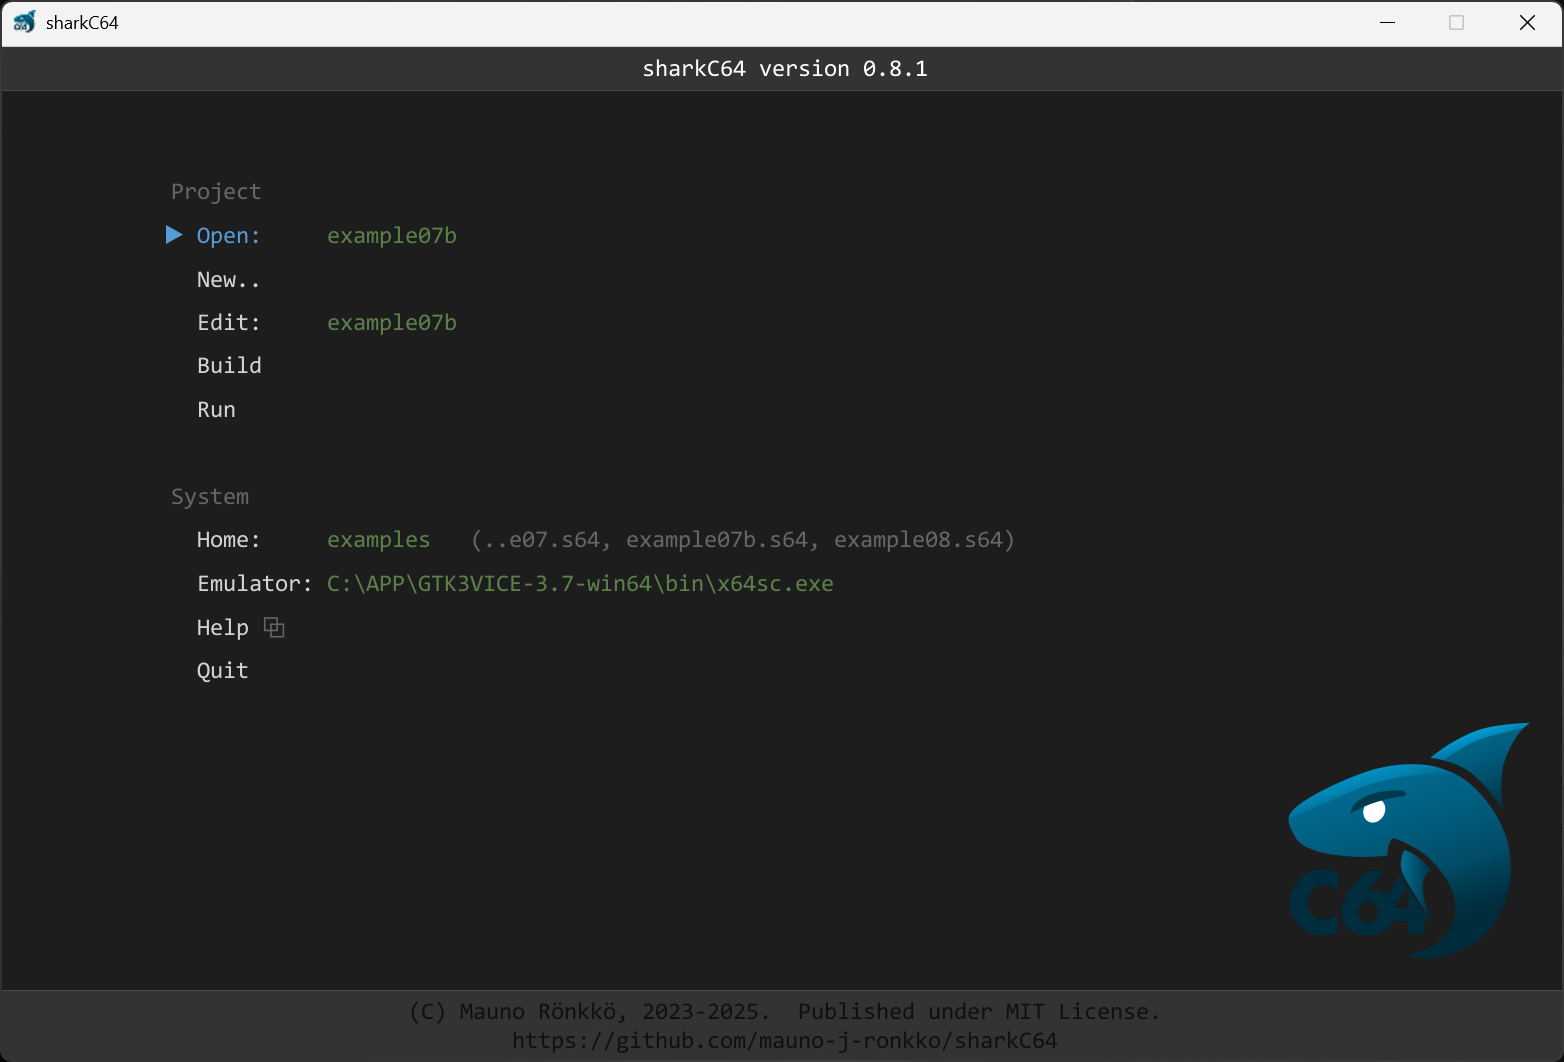 sharkC64
sharkC64 version 0.8.1
Project
Open: example07b
New..
Edit: example07b
Build
Run
System
Home: examples (..e07.s64, example07b.s64, example08.s64)
Emulator: C:\APP\GTK3VICE-3.7-win64\bin\x64sc.exe
Help
Quit
C64
(C) Mauno Rönkkö, 2023-2025. Published under MIT License.
https://github.com/mauno-j-ronkko/sharkC64